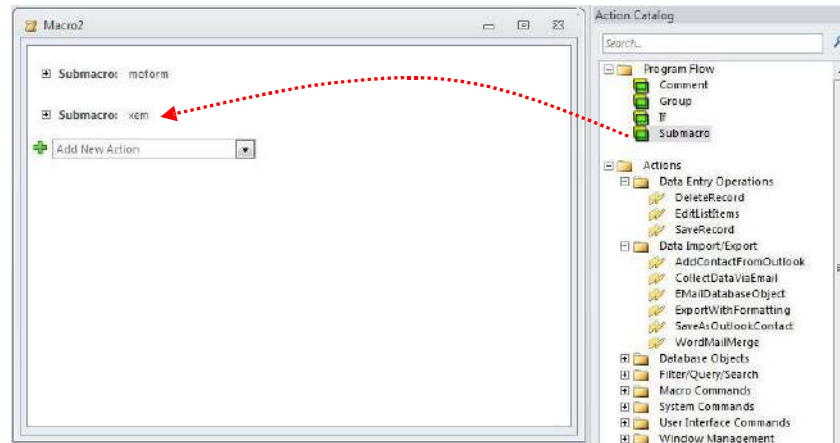 Macro2
Submacro: moform
Submacro: xem
Add New Action
Action Catalog
Search...
Program Flow
Comment
Group
If
Submacro
Actions
Data Entry Operations
DeleteRecord
EditListItems
SaveRecord
Data Import/Export
AddContactFromOutlook
CollectDataViaEmail
EMailDatabaseObject
ExportWithFormatting
SaveAsOutlookContact
WordMailMerge
Database Objects
Filter/Query/Search
Macro Commands
System Commands
User Interface Commands
Window Management